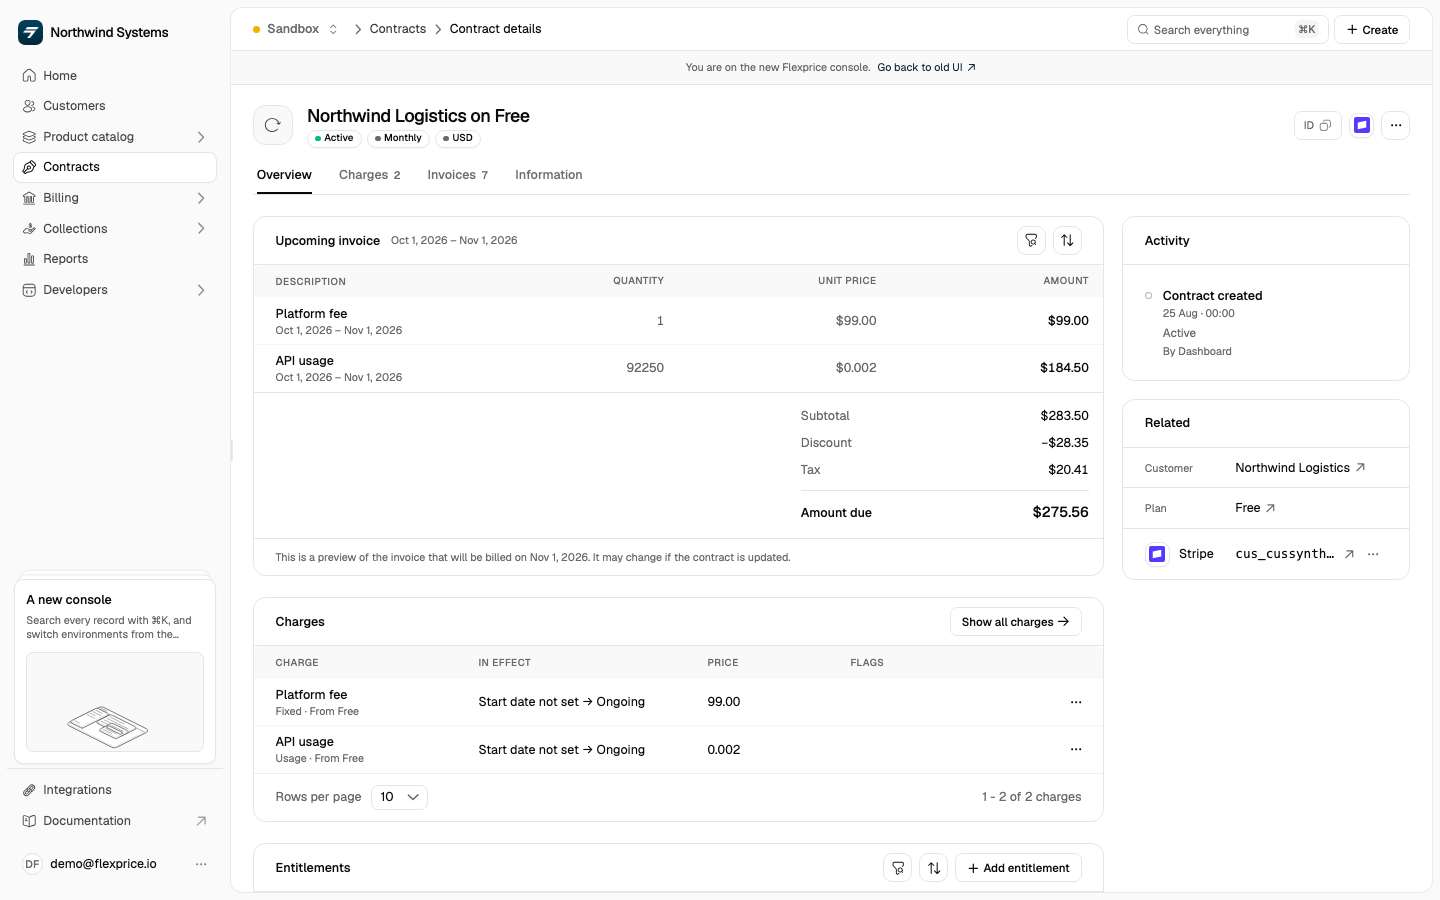 Northwind Systems
Home
Customers
Product catalog
Contracts
Billing
Collections
Reports
Developers
A new console
Search every record with ⌘K, and
switch environments from the...
Integrations
Documentation
DF demo@flexprice.io
Sandbox Contracts Contract details
Search everything ⌘K
Create
You are on the new Flexprice console. Go back to old UI
Northwind Logistics on Free
Active Monthly USD
ID
Overview Charges 2 Invoices 7 Information
Upcoming invoice Oct 1, 2026 – Nov 1, 2026
DESCRIPTION QUANTITY UNIT PRICE AMOUNT
Platform fee 1 $99.00 $99.00
Oct 1, 2026 – Nov 1, 2026
API usage 92250 $0.002 $184.50
Oct 1, 2026 – Nov 1, 2026
Subtotal $283.50
Discount –$28.35
Tax $20.41
Amount due $275.56
This is a preview of the invoice that will be billed on Nov 1, 2026. It may change if the contract is updated.
Charges Show all charges →
CHARGE IN EFFECT PRICE FLAGS
Platform fee Start date not set → Ongoing 99.00
Fixed · From Free
API usage Start date not set → Ongoing 0.002
Usage · From Free
Rows per page 10 1 - 2 of 2 charges
Entitlements Add entitlement
Activity
Contract created
25 Aug · 00:00
Active
By Dashboard
Related
Customer Northwind Logistics
Plan Free
Stripe cus_cussynth...